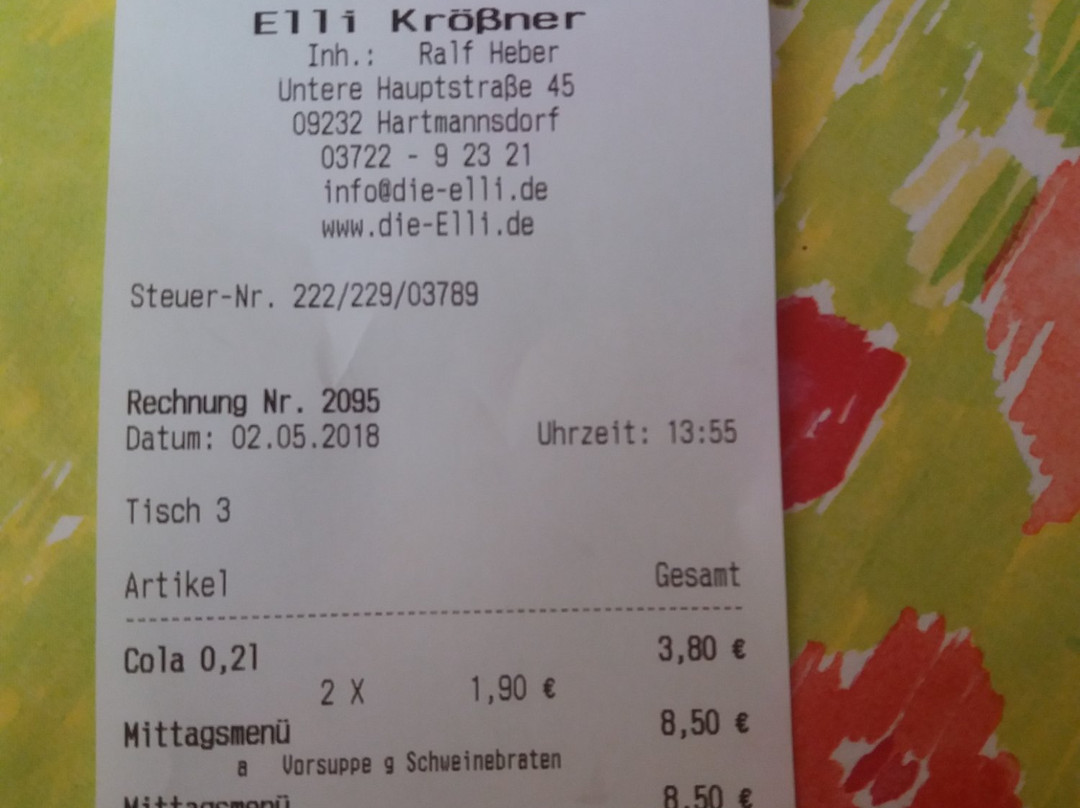 Elli Krößner
Inh.: Ralf Heber
Untere Hauptstraße 45
09232 Hartmannsdorf
03722 - 9 23 21
info@die-elli.de
www.die-Elli.de
Steuer-Nr. 222/229/03789
Rechnung Nr. 2095
Datum: 02.05.2018 Uhrzeit: 13:55
Tisch 3
Artikel Gesamt
Cola 0,2l 3,80 €
2 X 1,90 €
Mittagsmenü 8,50 €
a Vorsuppe g Schweinebraten
Mittagsmenü 8,50 €